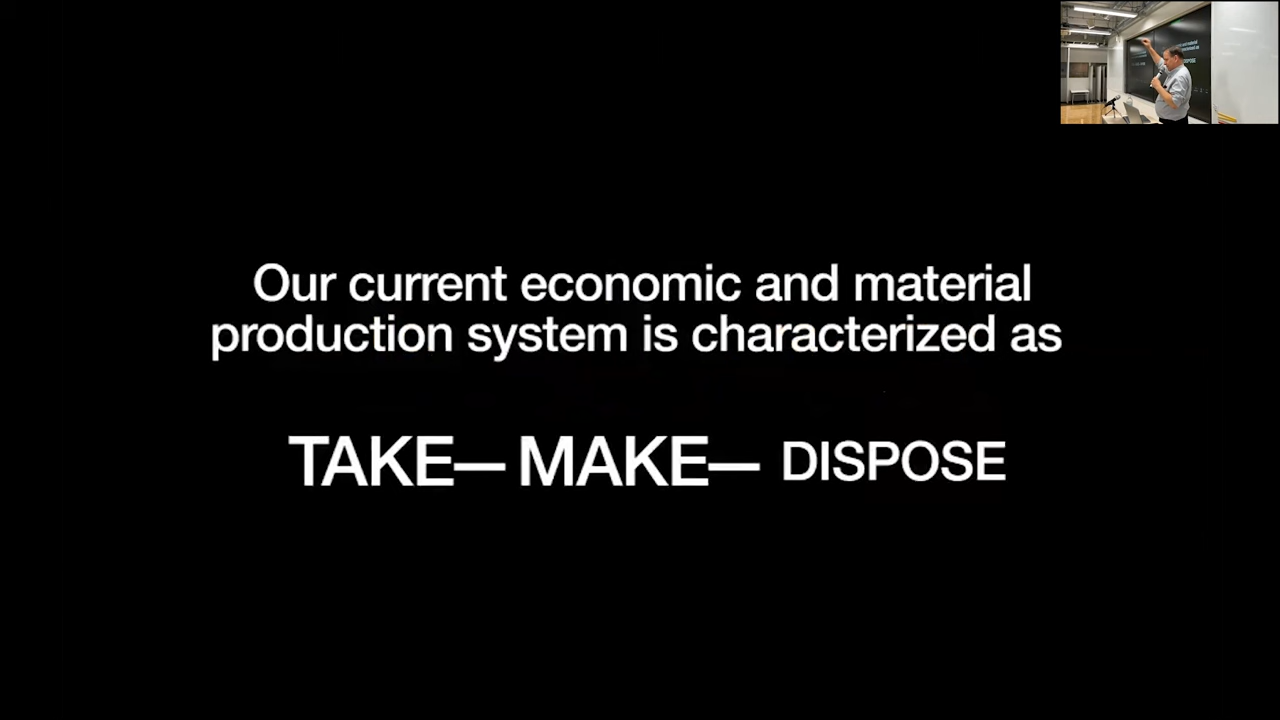 Our current economic and material
production system is characterized as
TAKE— MAKE— DISPOSE